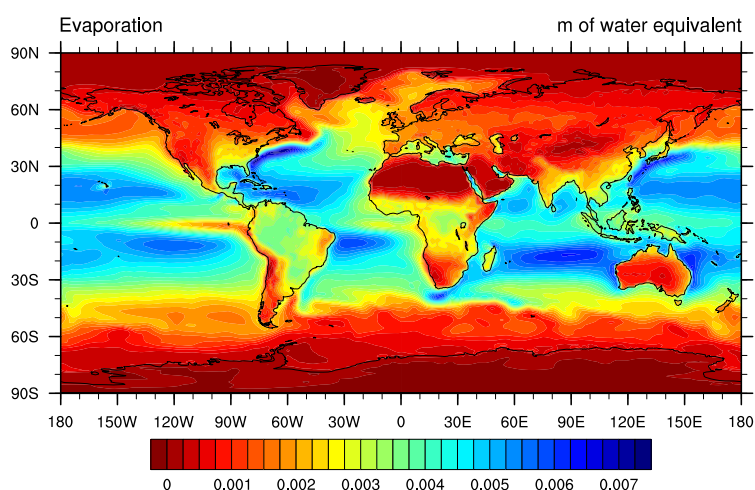 Evaporation m of water equivalent
90N
60N
30N
0
30S
60S
90S
180 150W 120W 90W 60W 30W 0 30E 60E 90E 120E 150E 180
0 0.001 0.002 0.003 0.004 0.005 0.006 0.007